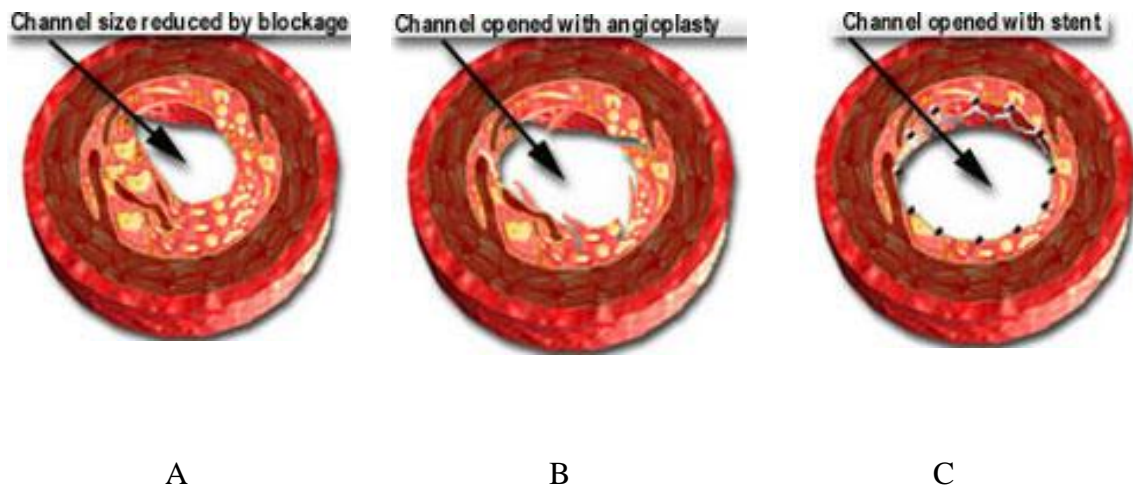 Channel size reduced by blockage
Channel opened with angioplasty
Channel opened with stent
A
B
C